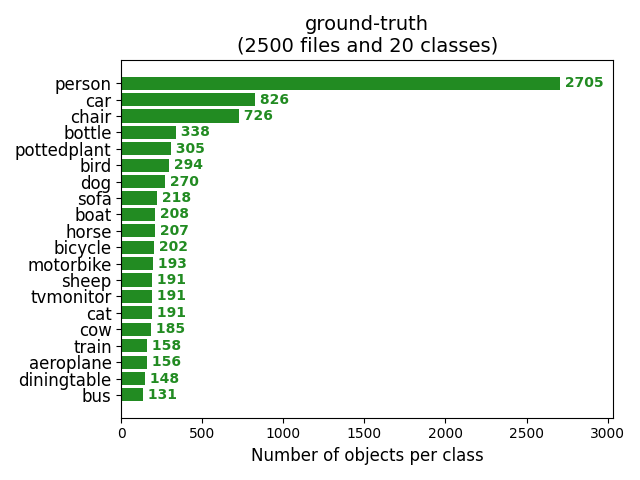 ground-truth
(2500 files and 20 classes)
person 2705
car 826
chair 726
bottle 338
pottedplant 305
bird 294
dog 270
sofa 218
boat 208
horse 207
bicycle 202
motorbike 193
sheep 191
tvmonitor 191
cat 191
cow 185
train 158
aeroplane 156
diningtable 148
bus 131
0 500 1000 1500 2000 2500 3000
Number of objects per class